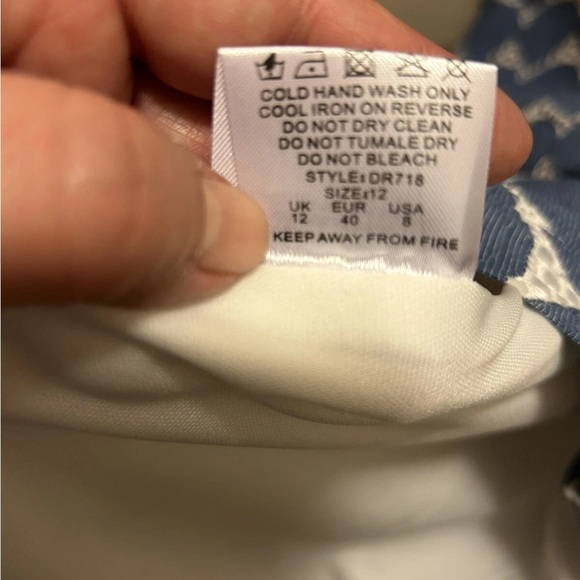 COLD HAND WASH ONLY
COOL IRON ON REVERSE
DO NOT DRY CLEAN
DO NOT TUMALE DRY
DO NOT BLEACH
STYLE:DR718
SIZE:12
UK EUR USA
12 40 8
KEEP AWAY FROM FIRE